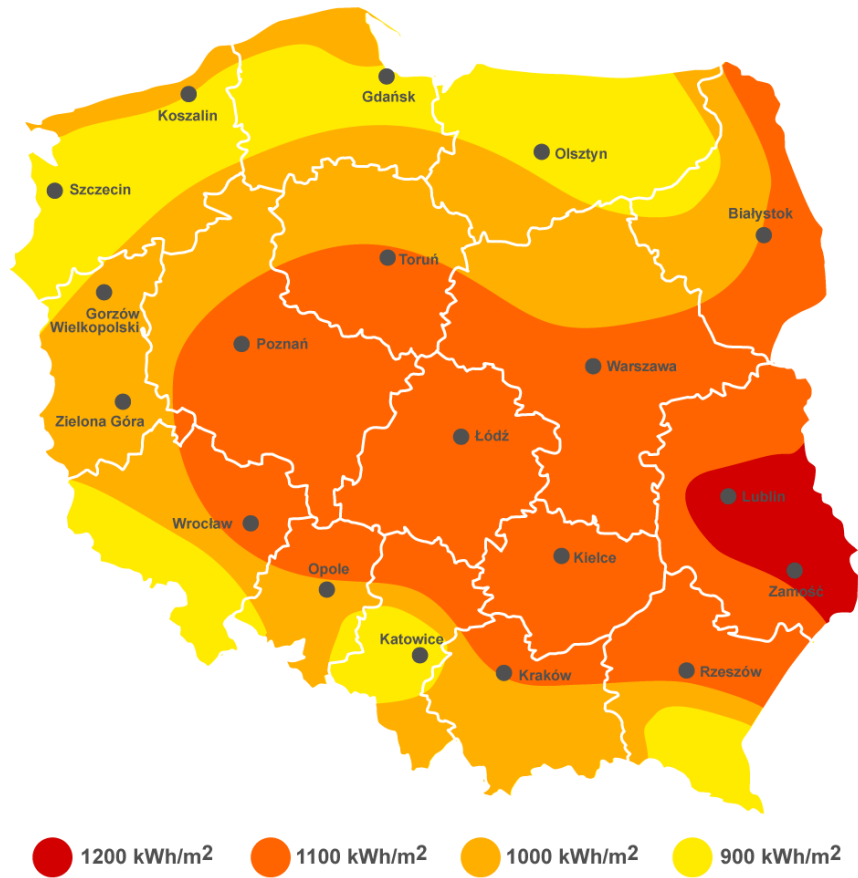 Koszalin
Gdańsk
Olsztyn
Szczecin
Białystok
Toruń
Gorzów
Wielkopolski
Poznań
Warszawa
Zielona Góra
Łódź
Lublin
Wrocław
Kielce
Opole
Zamość
Katowice
Kraków
Rzeszów
1200 kWh/m2 1100 kWh/m2 1000 kWh/m2 900 kWh/m2